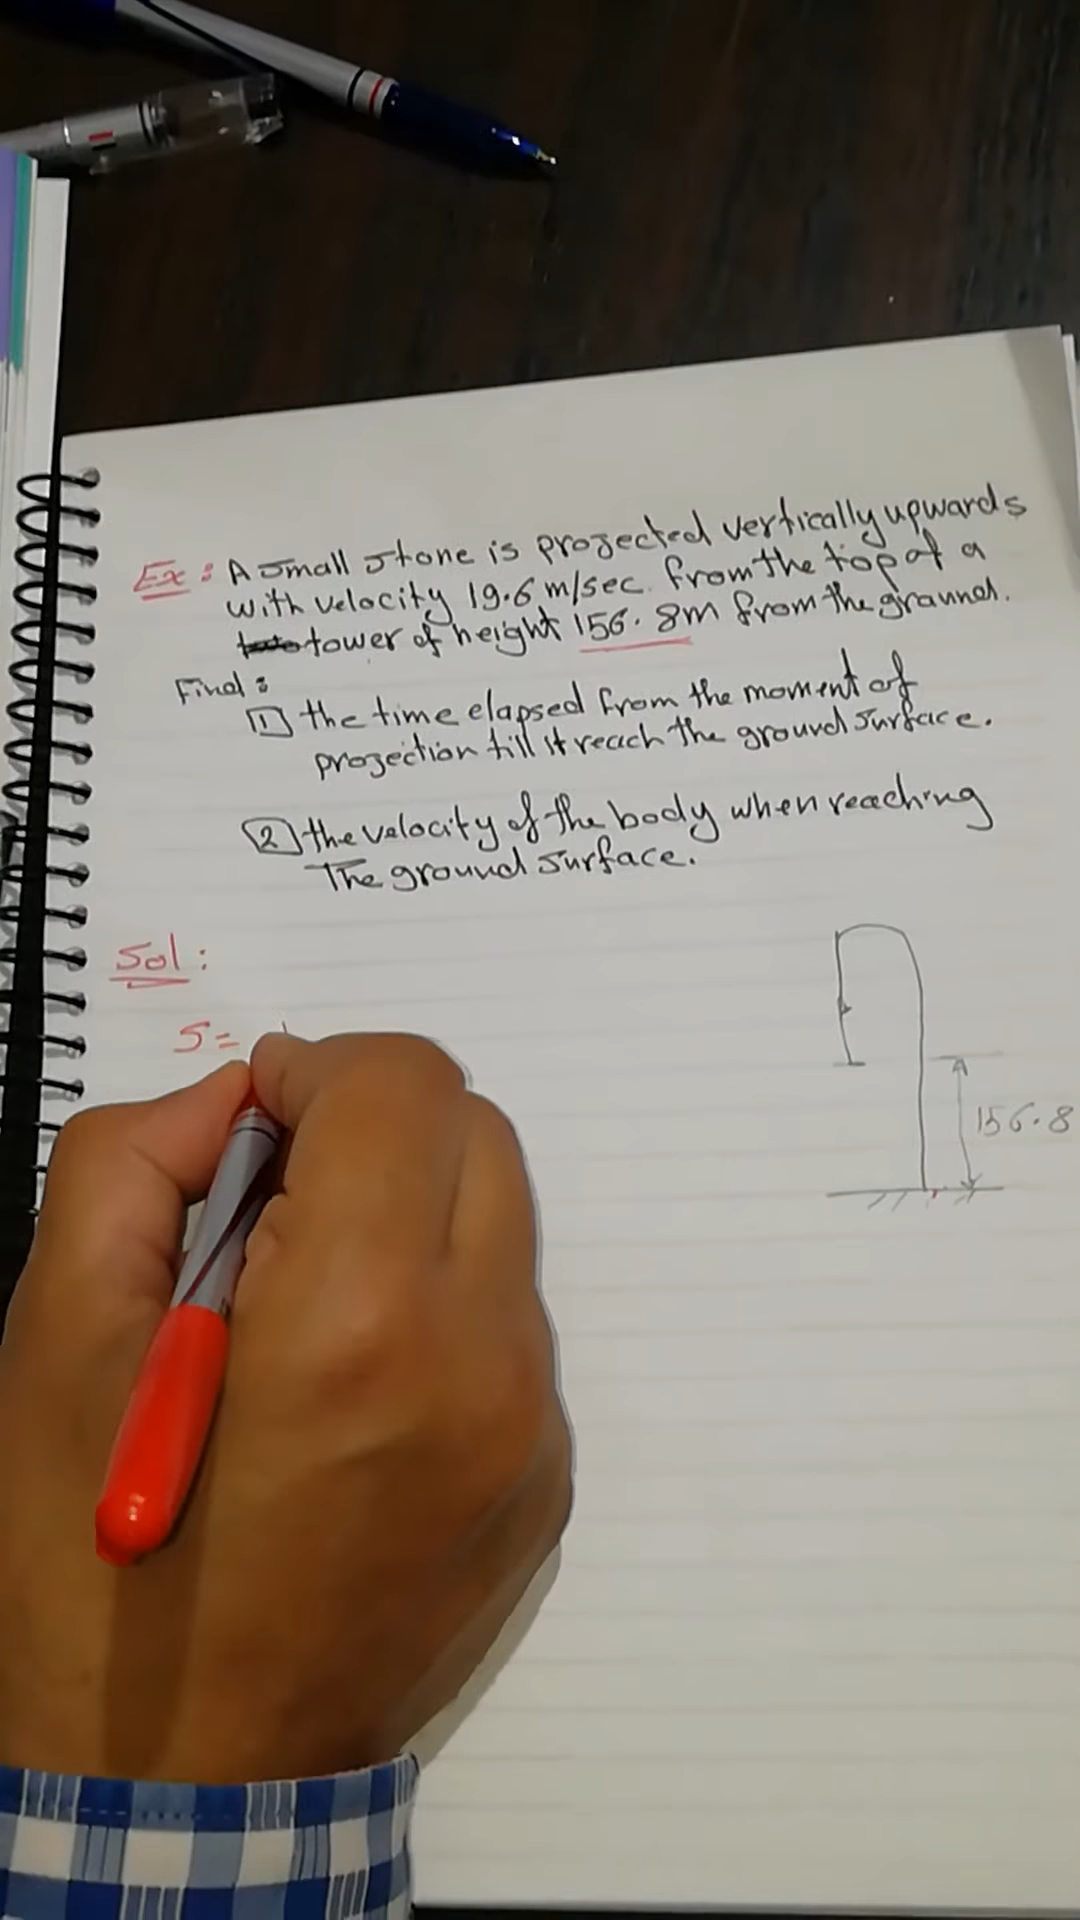 Ex: A small stone is projected vertically upwards
with velocity 19.6 m/sec. from the top of a
tower of height 156.8m from the ground.
Find:
1 the time elapsed from the moment of
projection till it reach the ground surface.
2 the velocity of the body when reaching
The ground surface.
Sol:
S=
156.8